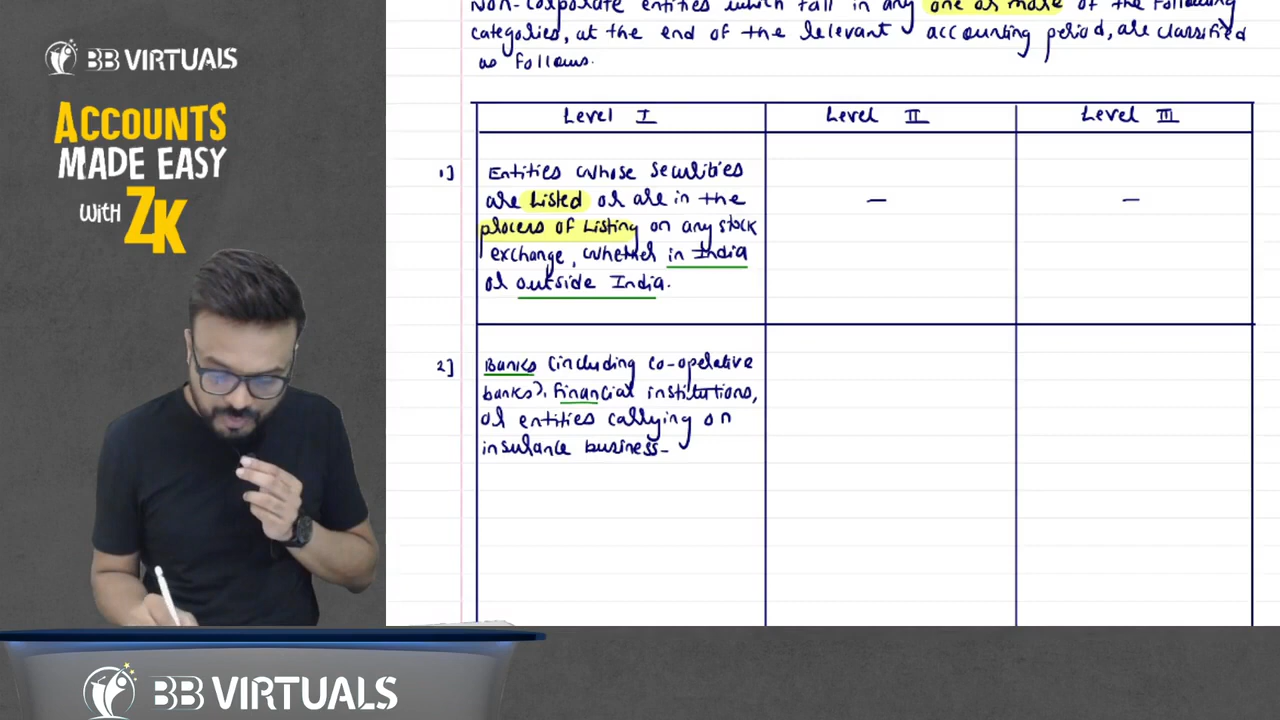 BB VIRTUALS
ACCOUNTS
MADE EASY
with ZK
Non-Corporate entities which fall in any one or more of the following
categories, at the end of the relevant accounting period, are classified
as follows.
Level I
Level II
Level III
1] Entities whose securities
are Listed or are in the
process of Listing on any stock
exchange, whether in India
or outside India.
-
-
2] Banks (including co-operative
banks), financial institutions,
or entities carrying on
insurance business-
BB VIRTUALS